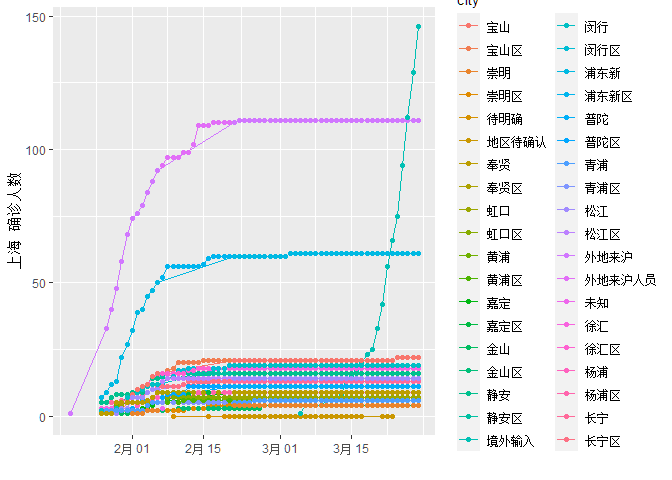 City
150
100
50
0
上海 确诊人数
2月 01
2月 15
3月 01
3月 15
宝山
宝山区
崇明
崇明区
待明确
地区待确认
奉贤
奉贤区
虹口
虹口区
黄浦
黄浦区
嘉定
嘉定区
金山
金山区
静安
静安区
境外输入
闵行
闵行区
浦东新
浦东新区
普陀
普陀区
青浦
青浦区
松江
松江区
外地来沪
外地来沪人员
未知
徐汇
徐汇区
杨浦
杨浦区
长宁
长宁区